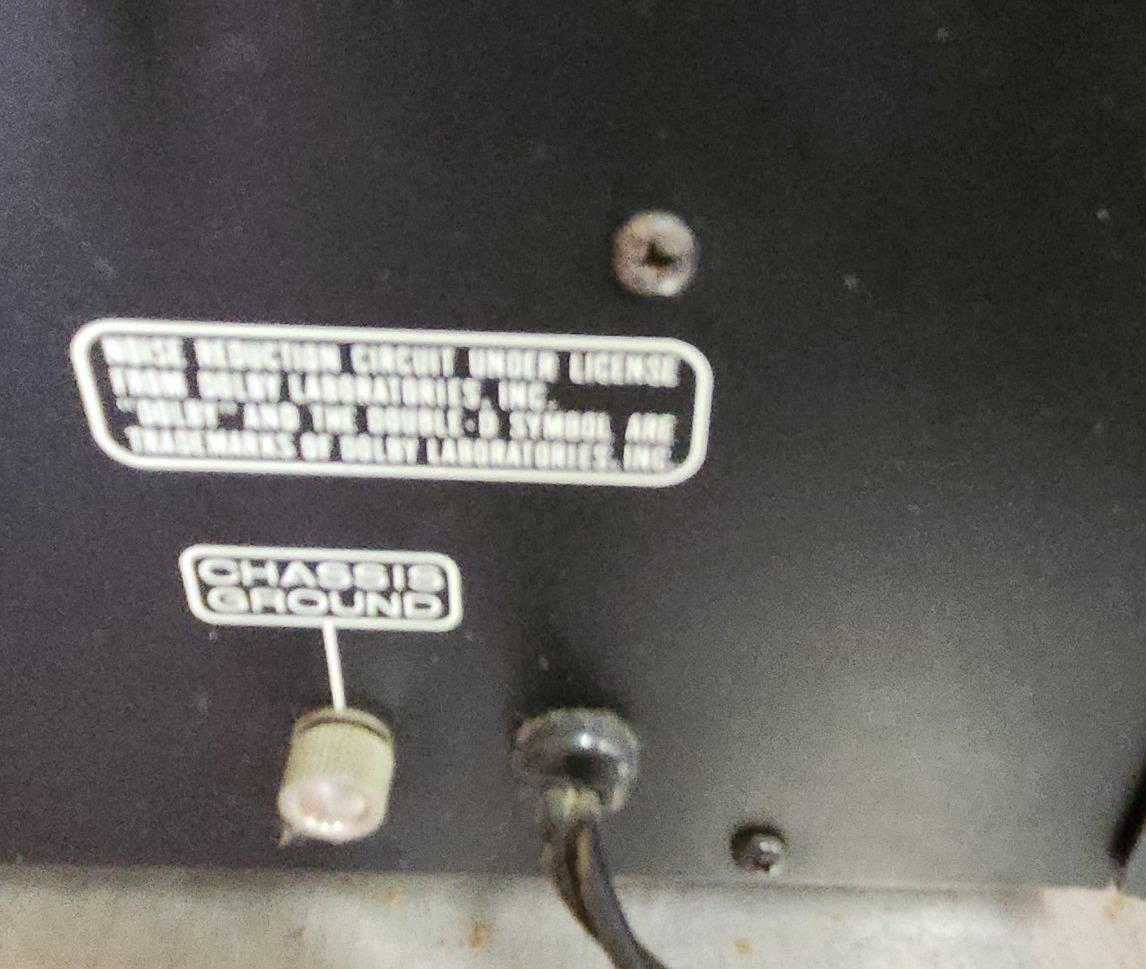 NOISE REDUCTION CIRCUIT UNDER LICENSE
FROM DOLBY LABORATORIES, INC.
"DOLBY" AND THE DOUBLE-D SYMBOL ARE
TRADEMARKS OF DOLBY LABORATORIES, INC.
CHASSIS
GROUND